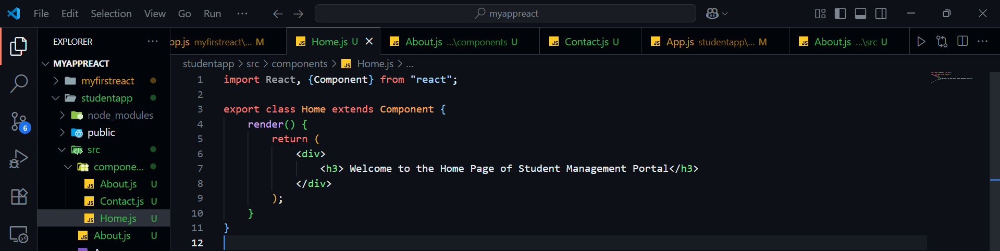 File Edit Selection View Go Run ··· myappreact
EXPLORER ···
pp.js myfirstreact\... M Home.js U About.js ...\components U Contact.js U App.js studentapp\... M About.js ...\src U ···
MYAPPREACT
myfirstreact
studentapp
node_modules
public
src
compone...
About.js U
Contact.js U
Home.js U
About.js U
6
studentapp > src > components > JS Home.js > ...
1 import React, {Component} from "react";
2
3 export class Home extends Component {
4 render() {
5 return (
6 <div>
7 <h3> Welcome to the Home Page of Student Management Portal</h3>
8 </div>
9 );
10 }
11 }
12